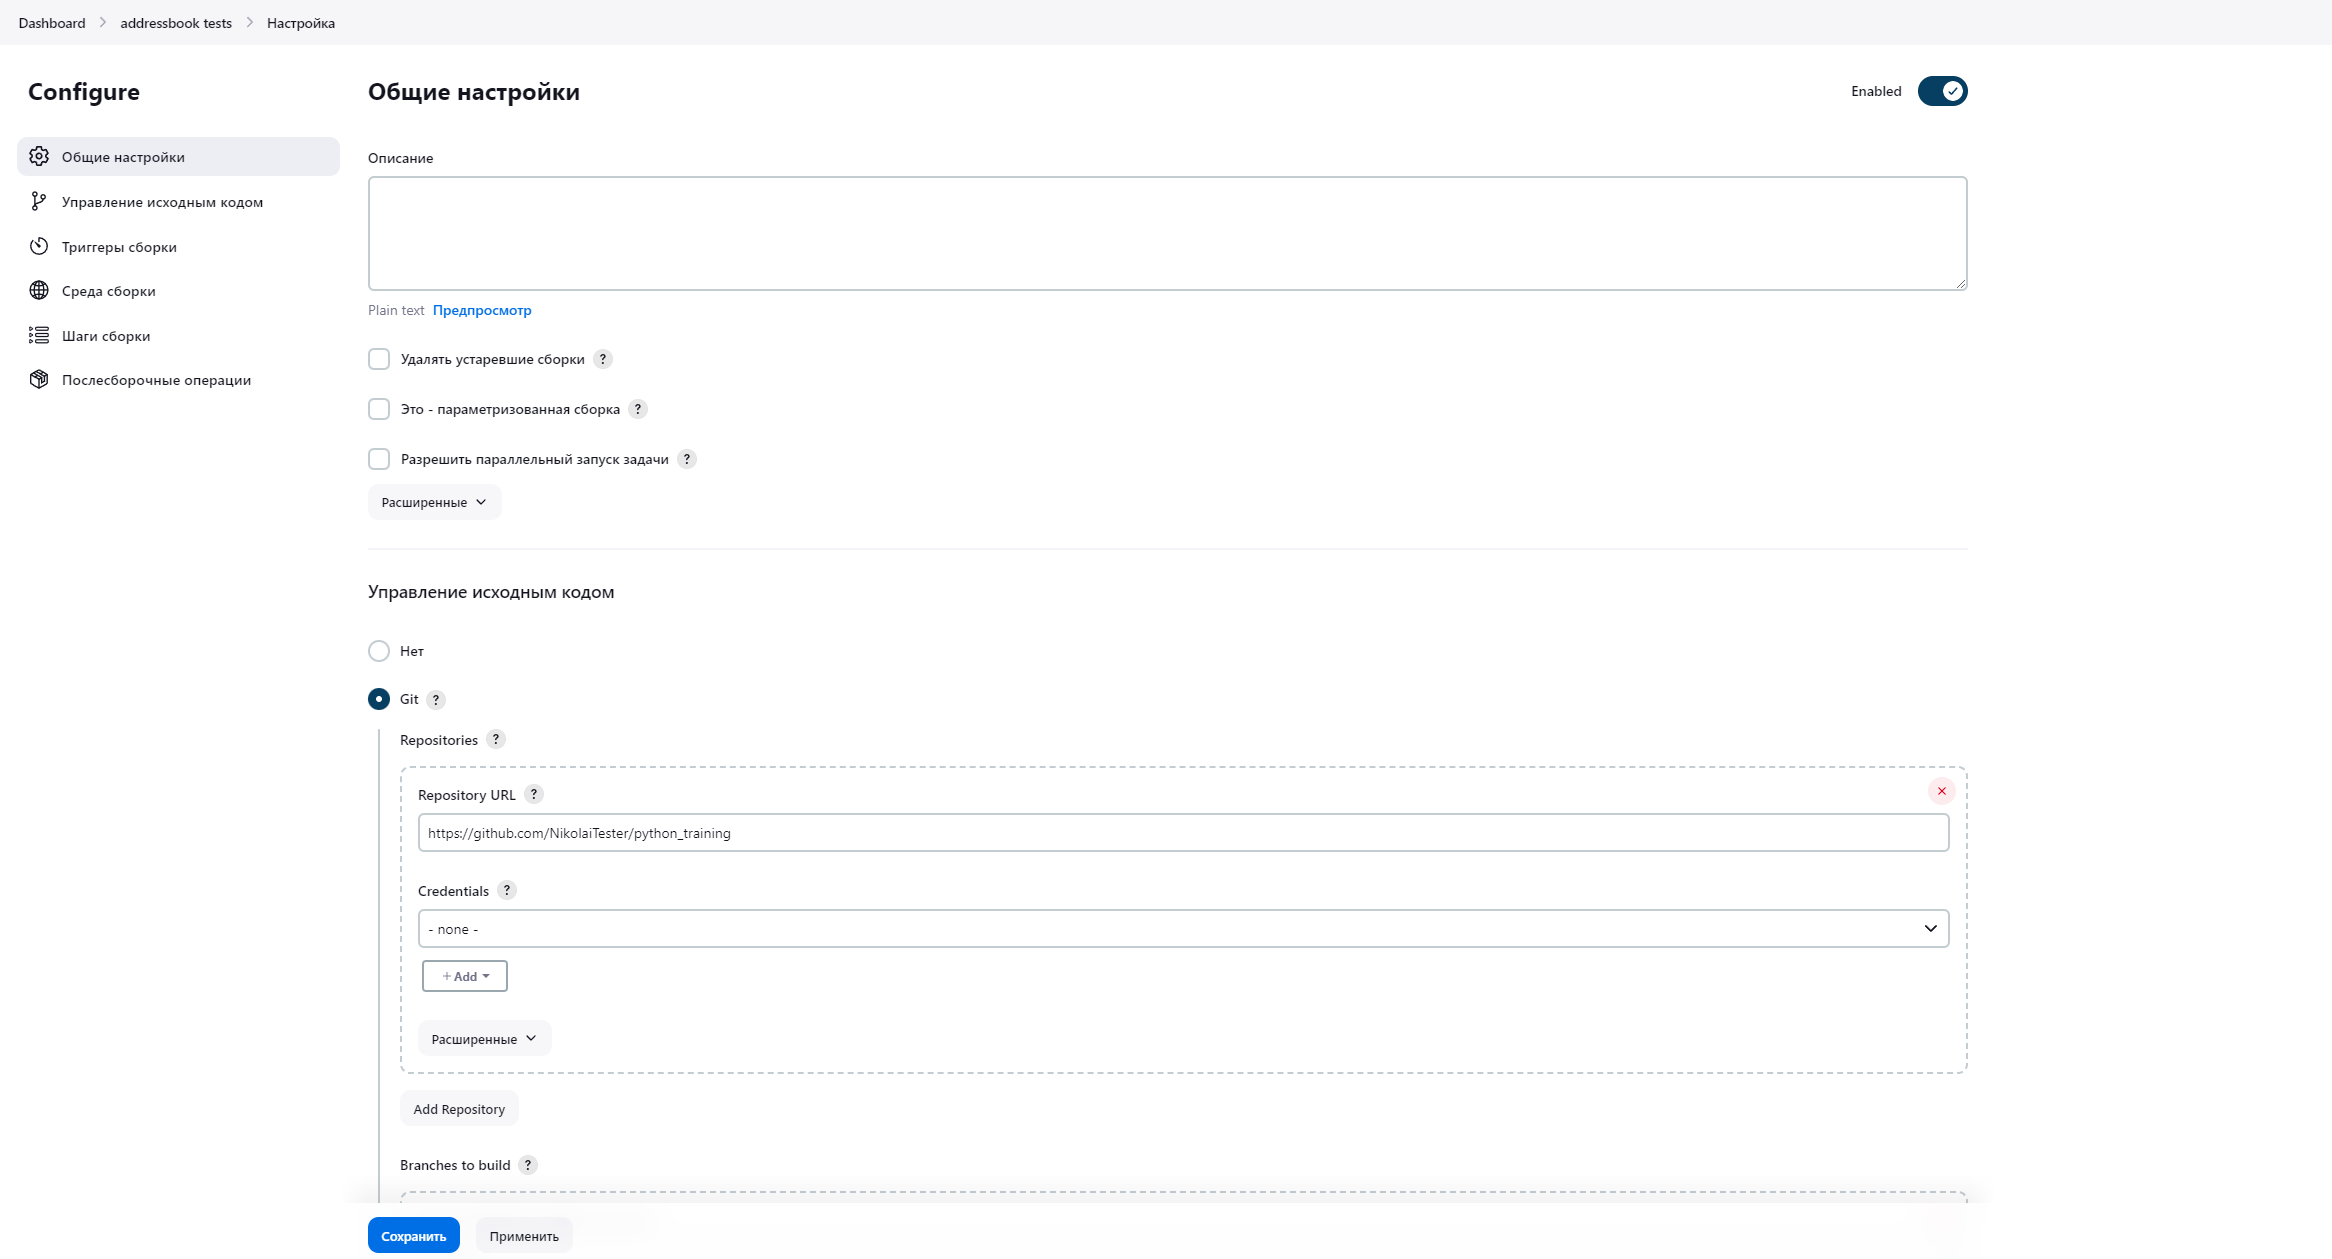 Dashboard > addressbook tests > Настройка
Configure
Общие настройки
Управление исходным кодом
Триггеры сборки
Среда сборки
Шаги сборки
Послесборочные операции
Общие настройки
Enabled
Описание
Plain text Предпросмотр
Удалять устаревшие сборки ?
Это - параметризованная сборка ?
Разрешить параллельный запуск задачи ?
Расширенные
Управление исходным кодом
Нет
Git ?
Repositories ?
Repository URL ?
https://github.com/NikolaiTester/python_training
Credentials ?
- none -
+ Add
Расширенные
Add Repository
Branches to build ?
Сохранить Применить